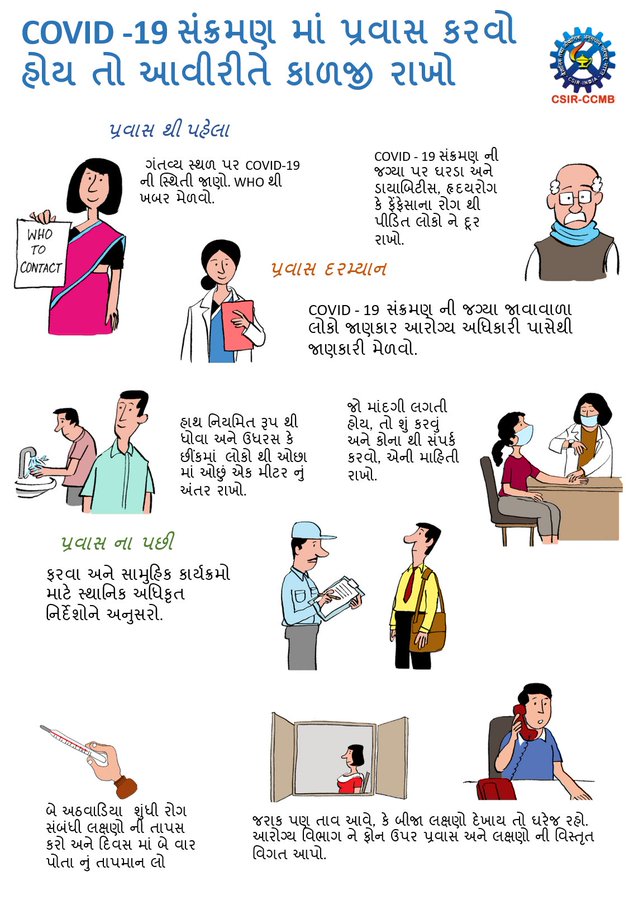 COVID -19 સંક્રમણ માં પ્રવાસ કરવો
હોય તો આવીરીતે કાળજી રાખો
CSIR-CCMB
પ્રવાસ થી પહેલા
ગંતવ્ય સ્થળ પર COVID-19
ની સ્થિતી જાણો. WHO થી
ખબર મેળવો.
COVID - 19 સંક્રમણ ની
જગ્યા પર ઘરડા અને
ડાયાબિટીસ, હૃદયરોગ
કે ફેંફેસાના રોગ થી
પીડિત લોકો ને દૂર
રાખો.
WHO
TO
CONTACT
પ્રવાસ દરમ્યાન
COVID - 19 સંક્રમણ ની જગ્યા જાવાવાળા
લોકો જાણકાર આરોગ્ય અધિકારી પાસેથી
જાણકારી મેળવો.
હાથ નિયમિત રૂપ થી
ધોવા અને ઉધરસ કે
છીંકમાં લોકો થી ઓછા
માં ઓછું એક મીટર નું
અંતર રાખો.
જો માંદગી લગતી
હોય, તો શું કરવું
અને કોના થી સંપર્ક
કરવો, એની માહિતી
રાખો.
પ્રવાસ ના પછી
ફરવા અને સામુહિક કાર્યક્રમો
માટે સ્થાનિક અધિકૃત
નિર્દેશોને અનુસરો.
બે અઠવાડિયા શુંધી રોગ
સંબંધી લક્ષણો ની તાપસ
કરો અને દિવસ માં બે વાર
પોતા નું તાપમાન લો
જરાક પણ તાવ આવે, કે બીજા લક્ષણો દેખાય તો ઘરેજ રહો.
આરોગ્ય વિભાગ ને ફોન ઉપર પ્રવાસ અને લક્ષણો ની વિસ્તૃત
વિગત આપો.